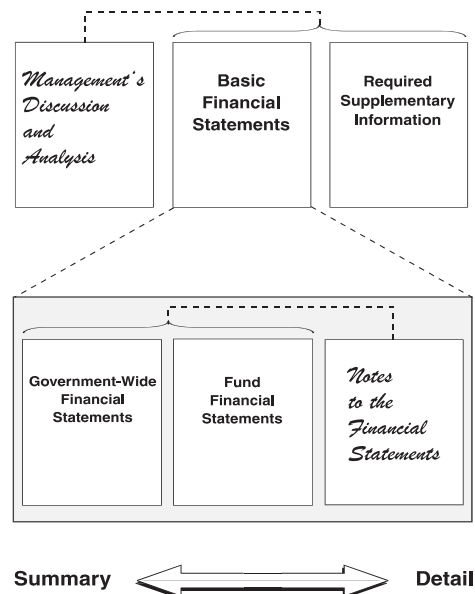 Management's
Discussion
and
Analysis
Basic
Financial
Statements
Required
Supplementary
Information
Government-Wide
Financial
Statements
Fund
Financial
Statements
Notes
to the
Financial
Statements
Summary
Detail